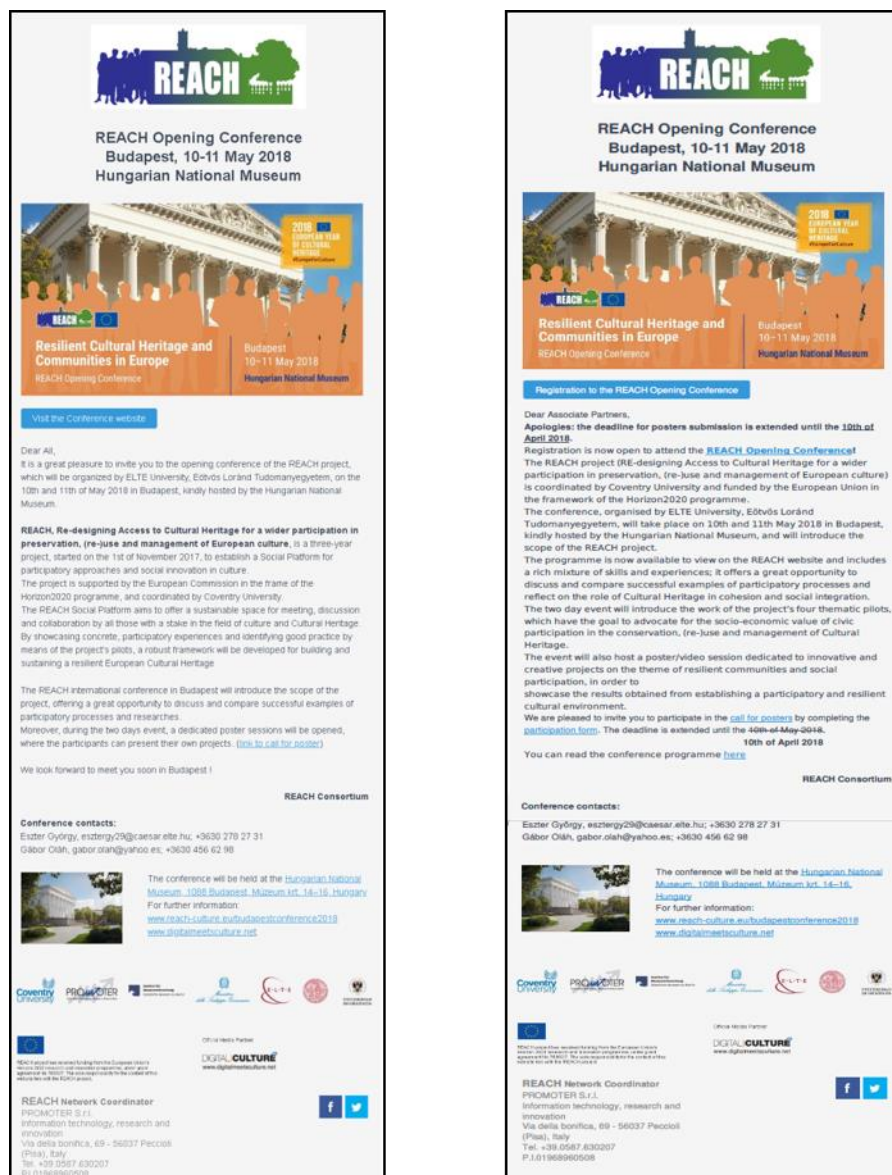 REACH
REACH Opening Conference
Budapest, 10-11 May 2018
Hungarian National Museum
2018
EUROPEAN YEAR
OF CULTURAL
HERITAGE
#EuropeForCulture
REACH
Resilient Cultural Heritage and
Communities in Europe
REACH Opening Conference
Budapest
10–11 May 2018
Hungarian National Museum
Visit the Conference website
Dear All,
It is a great pleasure to invite you to the opening conference of the REACH project,
which will be organized by ELTE University, Eötvös Loránd Tudomanyegyetem, on the
10th and 11th of May 2018 in Budapest, kindly hosted by the Hungarian National
Museum.
REACH, Re-designing Access to Cultural Heritage for a wider participation in
preservation, (re-)use and management of European culture, is a three-year
project, started on the 1st of November 2017, to establish a Social Platform for
participatory approaches and social innovation in culture.
The project is supported by the European Commission in the frame of the
Horizon2020 programme, and coordinated by Coventry University.
The REACH Social Platform aims to offer a sustainable space for meeting, discussion
and collaboration by all those with a stake in the field of culture and Cultural Heritage.
By showcasing concrete, participatory experiences and identifying good practice by
means of the project's pilots, a robust framework will be developed for building and
sustaining a resilient European Cultural Heritage
The REACH international conference in Budapest will introduce the scope of the
project, offering a great opportunity to discuss and compare successful examples of
participatory processes and researches.
Moreover, during the two days event, a dedicated poster sessions will be opened,
where the participants can present their own projects. (link to call for poster)
We look forward to meet you soon in Budapest !
REACH Consortium
Conference contacts:
Eszter György, esztergy29@caesar.elte.hu; +3630 278 27 31
Gábor Oláh, gabor.olah@yahoo.es; +3630 456 62 98
The conference will be held at the Hungarian National
Museum, 1088 Budapest, Múzeum krt. 14–16, Hungary
For further information:
www.reach-culture.eu/budapestconference2018
www.digitalmeetsculture.net
Coventry
University
PROMOTER
ELTE
Official Media Partner
DIGITAL CULTURE
www.digitalmeetsculture.net
REACH Network Coordinator
PROMOTER S.r.l.
Information technology, research and
innovation
Via della bonifica, 69 - 56037 Peccioli
(Pisa), Italy
Tel. +39.0587.630207
P.I.01968960508
REACH
REACH Opening Conference
Budapest, 10-11 May 2018
Hungarian National Museum
2018
EUROPEAN YEAR
OF CULTURAL
HERITAGE
#EuropeForCulture
REACH
Resilient Cultural Heritage and
Communities in Europe
REACH Opening Conference
Budapest
10–11 May 2018
Hungarian National Museum
Registration to the REACH Opening Conference
Dear Associate Partners,
Apologies: the deadline for posters submission is extended until the 10th of
April 2018.
Registration is now open to attend the REACH Opening Conference!
The REACH project (RE-designing Access to Cultural Heritage for a wider
participation in preservation, (re-)use and management of European culture)
is coordinated by Coventry University and funded by the European Union in
the framework of the Horizon2020 programme.
The conference, organised by ELTE University, Eötvös Loránd
Tudomanyegyetem, will take place on 10th and 11th May 2018 in Budapest,
kindly hosted by the Hungarian National Museum, and will introduce the
scope of the REACH project.
The programme is now available to view on the REACH website and includes
a rich mixture of skills and experiences; it offers a great opportunity to
discuss and compare successful examples of participatory processes and
reflect on the role of Cultural Heritage in cohesion and social integration.
The two day event will introduce the work of the project's four thematic pilots,
which have the goal to advocate for the socio-economic value of civic
participation in the conservation, (re-)use and management of Cultural
Heritage.
The event will also host a poster/video session dedicated to innovative and
creative projects on the theme of resilient communities and social
participation, in order to
showcase the results obtained from establishing a participatory and resilient
cultural environment.
We are pleased to invite you to participate in the call for posters by completing the
participation form. The deadline is extended until the 10th of May 2018.
10th of April 2018
You can read the conference programme here
REACH Consortium
Conference contacts:
Eszter György, esztergy29@caesar.elte.hu; +3630 278 27 31
Gábor Oláh, gabor.olah@yahoo.es; +3630 456 62 98
The conference will be held at the Hungarian National
Museum, 1088 Budapest, Múzeum krt. 14–16,
Hungary
For further information:
www.reach-culture.eu/budapestconference2018
www.digitalmeetsculture.net
Coventry
University
PROMOTER
ELTE
Official Media Partner
DIGITAL CULTURE
www.digitalmeetsculture.net
REACH Network Coordinator
PROMOTER S.r.l.
Information technology, research and
innovation
Via della bonifica, 69 - 56037 Peccioli
(Pisa), Italy
Tel. +39.0587.630207
P.I.01968960508